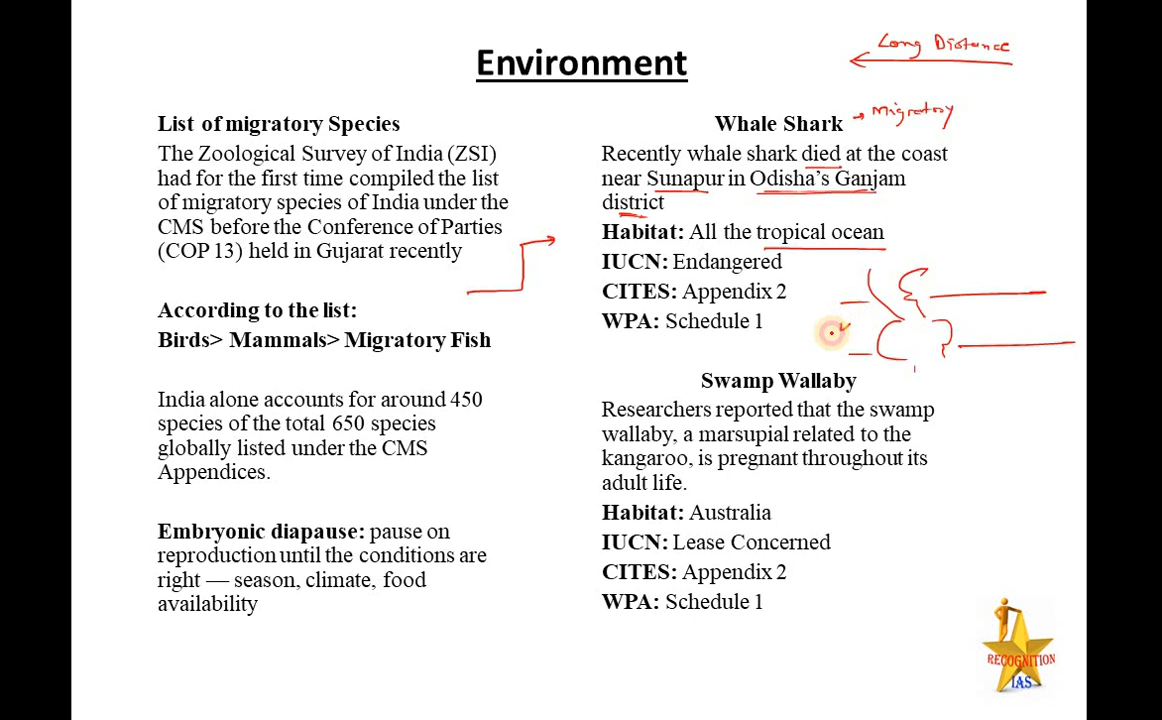 Environment
Long Distance
List of migratory Species
The Zoological Survey of India (ZSI)
had for the first time compiled the list
of migratory species of India under the
CMS before the Conference of Parties
(COP 13) held in Gujarat recently
According to the list:
Birds> Mammals> Migratory Fish
India alone accounts for around 450
species of the total 650 species
globally listed under the CMS
Appendices.
Embryonic diapause: pause on
reproduction until the conditions are
right — season, climate, food
availability
Whale Shark
Migratory
Recently whale shark died at the coast
near Sunapur in Odisha's Ganjam
district
Habitat: All the tropical ocean
IUCN: Endangered
CITES: Appendix 2
WPA: Schedule 1
Swamp Wallaby
Researchers reported that the swamp
wallaby, a marsupial related to the
kangaroo, is pregnant throughout its
adult life.
Habitat: Australia
IUCN: Lease Concerned
CITES: Appendix 2
WPA: Schedule 1
RECOGNITION
IAS